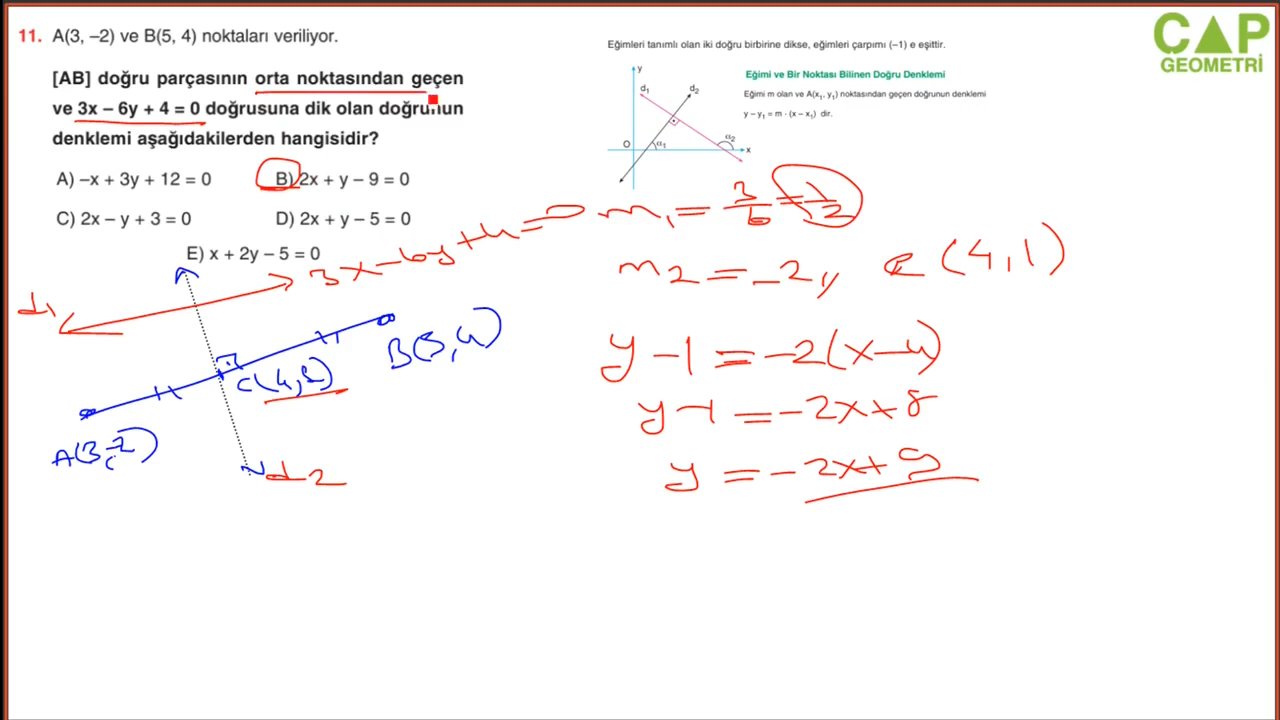 11. A(3, –2) ve B(5, 4) noktaları veriliyor.
[AB] doğru parçasının orta noktasından geçen
ve 3x – 6y + 4 = 0 doğrusuna dik olan doğrunun
denklemi aşağıdakilerden hangisidir?
A) –x + 3y + 12 = 0
B) 2x + y – 9 = 0
C) 2x – y + 3 = 0
D) 2x + y – 5 = 0
E) x + 2y – 5 = 0
Eğimleri tanımlı olan iki doğru birbirine dikse, eğimleri çarpımı (–1) e eşittir.
y
d₁
d₂
O
α₁
α₂
x
Eğimi ve Bir Noktası Bilinen Doğru Denklemi
Eğimi m olan ve A(x₁, y₁) noktasından geçen doğrunun denklemi
y – y₁ = m · (x – x₁) dir.
ÇAP
GEOMETRİ
d1
3x – 6y + 4 = 0
B(5,4)
C(4,1)
A(3,-2)
d2
m₁ = 3/6 = 1/2
m2 = -2,
(4,1)
y - 1 = -2(x-4)
y - 1 = -2x + 8
y = -2x + 9